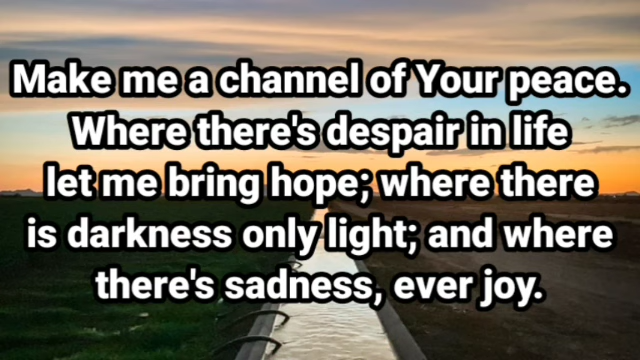 Make me a channel of Your peace.
Where there's despair in life
let me bring hope; where there
is darkness only light; and where
there's sadness, ever joy.